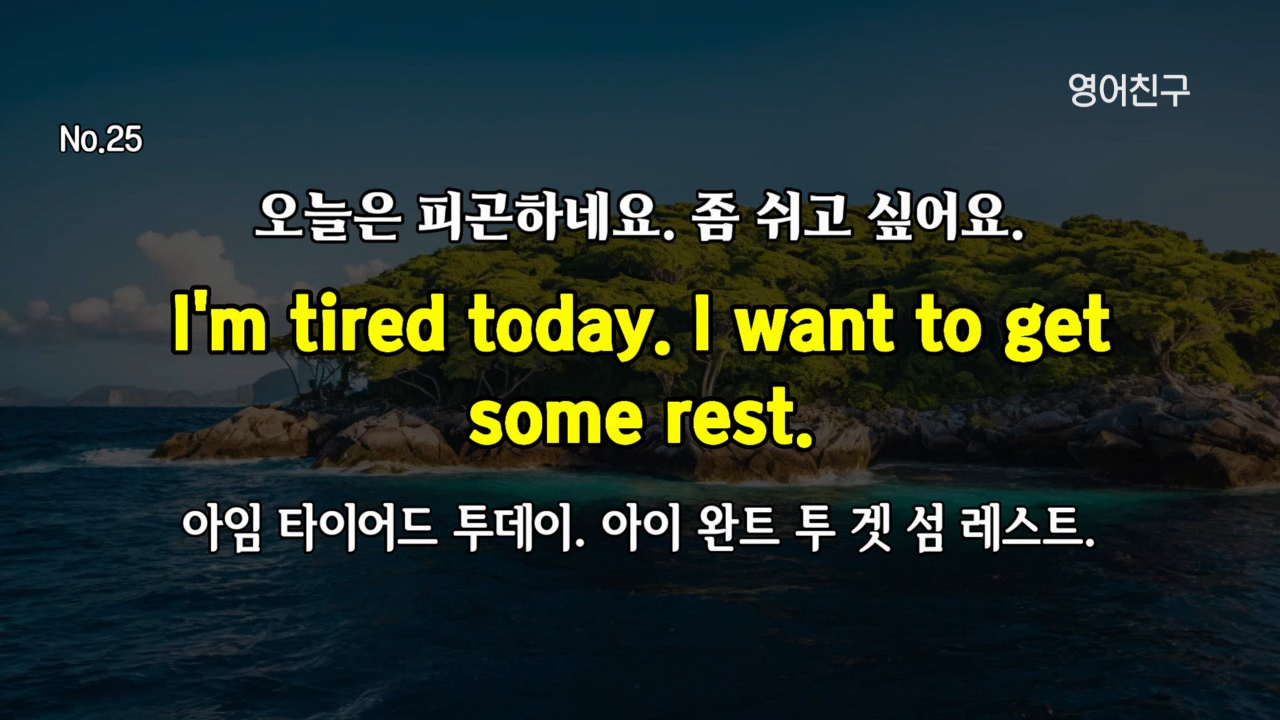 영어친구
No.25
오늘은 피곤하네요. 좀 쉬고 싶어요.
I'm tired today. I want to get
some rest.
아임 타이어드 투데이. 아이 완트 투 겟 섬 레스트.